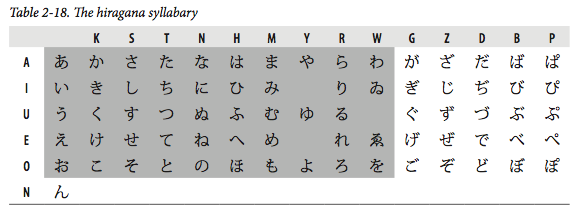 Table 2-18. The hiragana syllabary
K S T N H M Y R W G Z D B P
A あ か さ た な は ま や ら わ が ざ だ ば ぱ
I い き し ち に ひ み り ゐ ぎ じ ぢ び ぴ
U う く す つ ぬ ふ む ゆ る ぐ ず づ ぶ ぷ
E え け せ て ね へ め れ ゑ げ ぜ で べ ぺ
O お こ そ と の ほ も よ ろ を ご ぞ ど ぼ ぽ
N ん